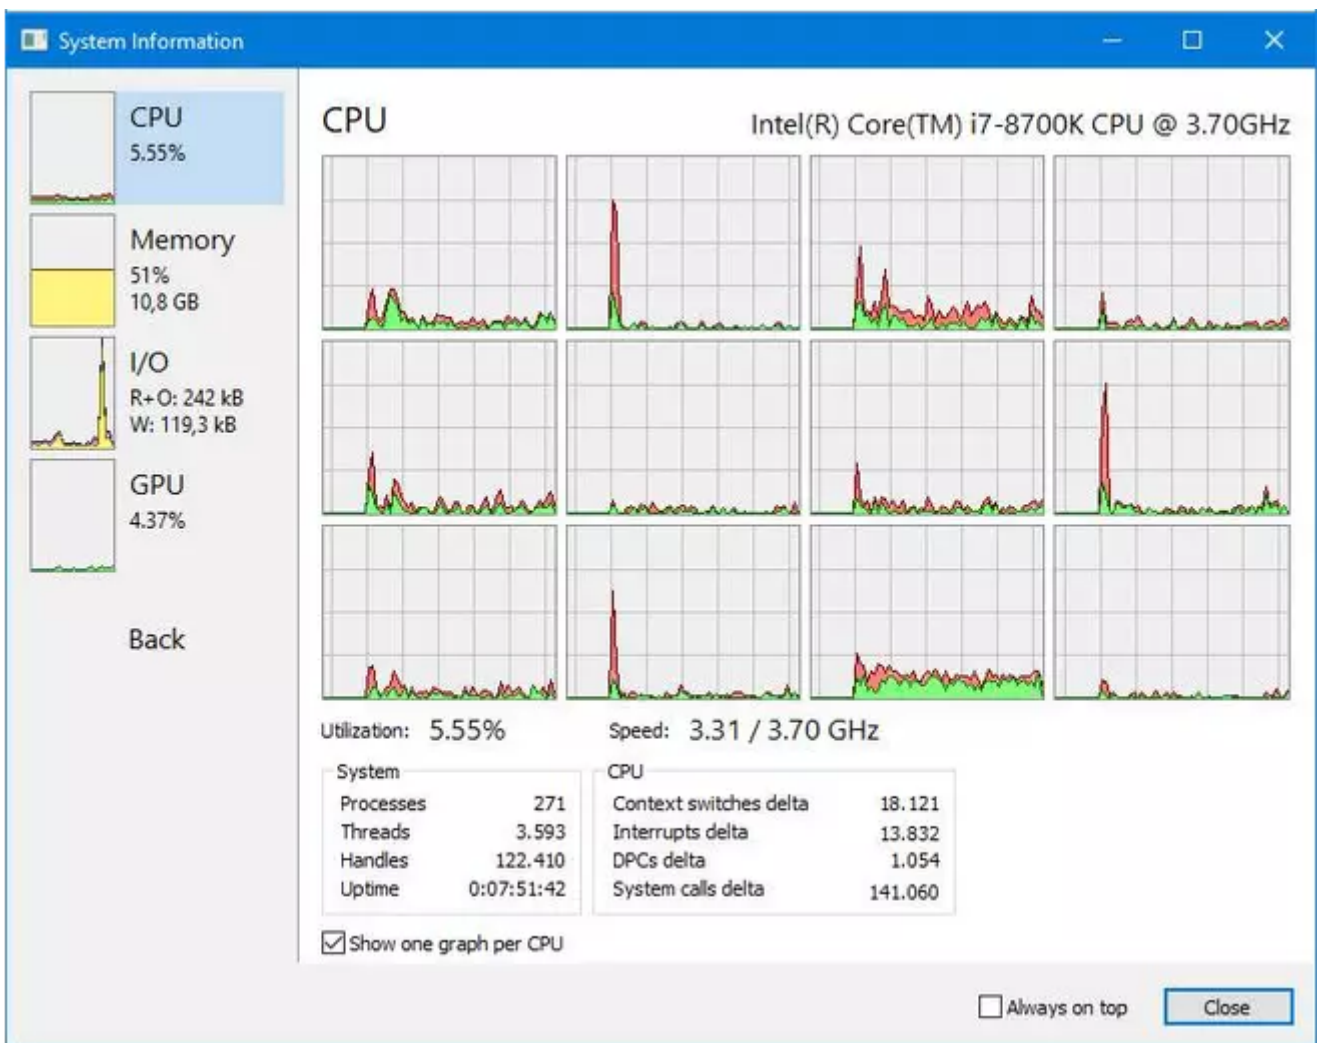 System Information
CPU
5.55%
Memory
51%
10,8 GB
I/O
R+O: 242 kB
W: 119,3 kB
GPU
4.37%
Back
CPU Intel(R) Core(TM) i7-8700K CPU @ 3.70GHz
Utilization: 5.55% Speed: 3.31 / 3.70 GHz
System
Processes 271
Threads 3.593
Handles 122.410
Uptime 0:07:51:42
CPU
Context switches delta 18.121
Interrupts delta 13.832
DPCs delta 1.054
System calls delta 141.060
Show one graph per CPU
Always on top
Close